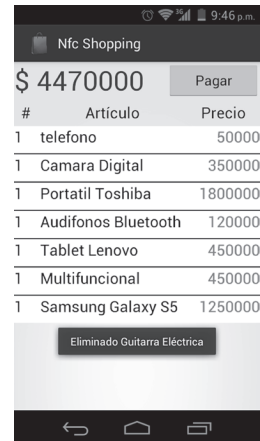 3G 9:46 p.m.
Nfc Shopping
$ 4470000 Pagar
# Artículo Precio
1 telefono 50000
1 Camara Digital 350000
1 Portatil Toshiba 1800000
1 Audifonos Bluetooth 120000
1 Tablet Lenovo 450000
1 Multifuncional 450000
1 Samsung Galaxy S5 1250000
Eliminado Guitarra Eléctrica